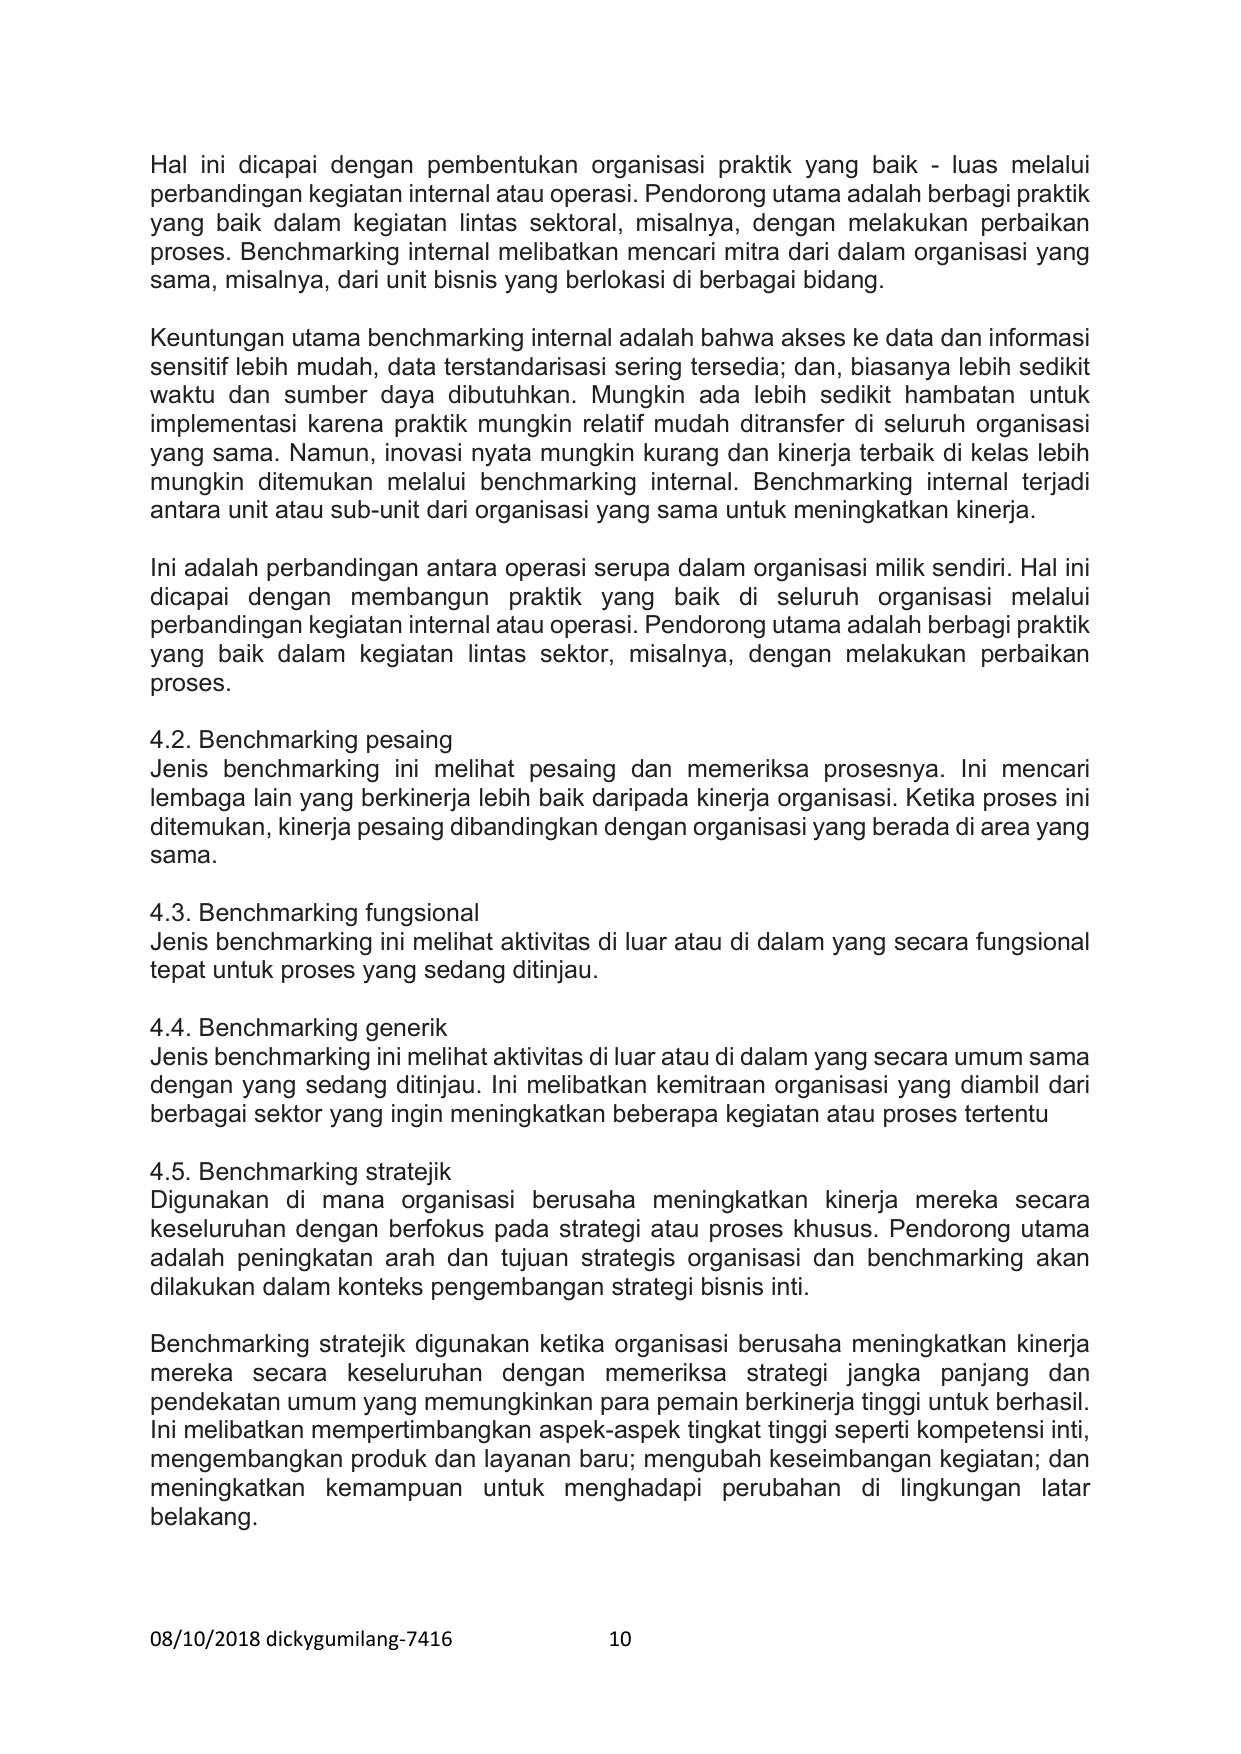 Hal ini dicapai dengan pembentukan organisasi praktik yang baik - luas melalui
perbandingan kegiatan internal atau operasi. Pendorong utama adalah berbagi praktik
yang baik dalam kegiatan lintas sektoral, misalnya, dengan melakukan perbaikan
proses. Benchmarking internal melibatkan mencari mitra dari dalam organisasi yang
sama, misalnya, dari unit bisnis yang berlokasi di berbagai bidang.
Keuntungan utama benchmarking internal adalah bahwa akses ke data dan informasi
sensitif lebih mudah, data terstandarisasi sering tersedia; dan, biasanya lebih sedikit
waktu dan sumber daya dibutuhkan. Mungkin ada lebih sedikit hambatan untuk
implementasi karena praktik mungkin relatif mudah ditransfer di seluruh organisasi
yang sama. Namun, inovasi nyata mungkin kurang dan kinerja terbaik di kelas lebih
mungkin ditemukan melalui benchmarking internal. Benchmarking internal terjadi
antara unit atau sub-unit dari organisasi yang sama untuk meningkatkan kinerja.
Ini adalah perbandingan antara operasi serupa dalam organisasi milik sendiri. Hal ini
dicapai dengan membangun praktik yang baik di seluruh organisasi melalui
perbandingan kegiatan internal atau operasi. Pendorong utama adalah berbagi praktik
yang baik dalam kegiatan lintas sektor, misalnya, dengan melakukan perbaikan
proses.
4.2. Benchmarking pesaing
Jenis benchmarking ini melihat pesaing dan memeriksa prosesnya. Ini mencari
lembaga lain yang berkinerja lebih baik daripada kinerja organisasi. Ketika proses ini
ditemukan, kinerja pesaing dibandingkan dengan organisasi yang berada di area yang
sama.
4.3. Benchmarking fungsional
Jenis benchmarking ini melihat aktivitas di luar atau di dalam yang secara fungsional
tepat untuk proses yang sedang ditinjau.
4.4. Benchmarking generik
Jenis benchmarking ini melihat aktivitas di luar atau di dalam yang secara umum sama
dengan yang sedang ditinjau. Ini melibatkan kemitraan organisasi yang diambil dari
berbagai sektor yang ingin meningkatkan beberapa kegiatan atau proses tertentu
4.5. Benchmarking stratejik
Digunakan di mana organisasi berusaha meningkatkan kinerja mereka secara
keseluruhan dengan berfokus pada strategi atau proses khusus. Pendorong utama
adalah peningkatan arah dan tujuan strategis organisasi dan benchmarking akan
dilakukan dalam konteks pengembangan strategi bisnis inti.
Benchmarking stratejik digunakan ketika organisasi berusaha meningkatkan kinerja
mereka secara keseluruhan dengan memeriksa strategi jangka panjang dan
pendekatan umum yang memungkinkan para pemain berkinerja tinggi untuk berhasil.
Ini melibatkan mempertimbangkan aspek-aspek tingkat tinggi seperti kompetensi inti,
mengembangkan produk dan layanan baru; mengubah keseimbangan kegiatan; dan
meningkatkan kemampuan untuk menghadapi perubahan di lingkungan latar
belakang.
08/10/2018 dickygumilang-7416 10